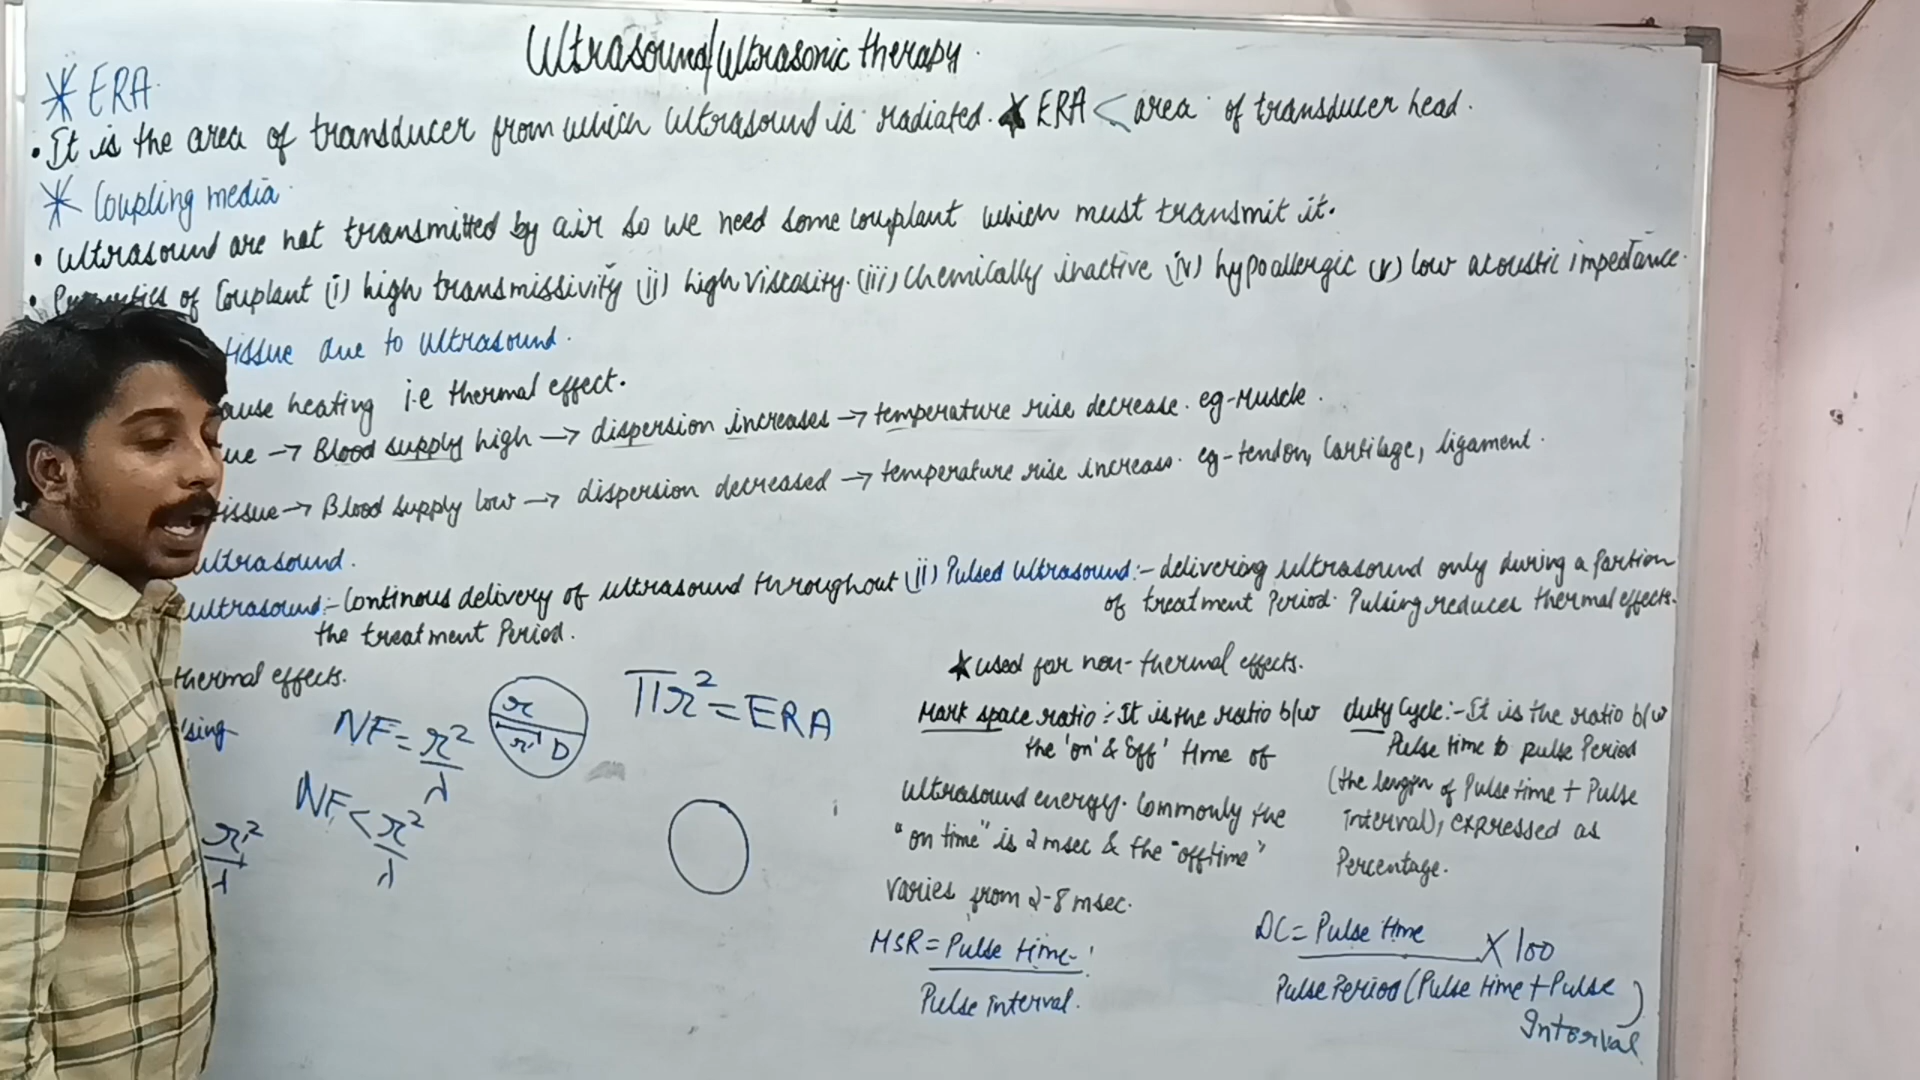 Ultrasound/Ultrasonic therapy.
* ERA
• It is the area of transducer from which ultrasound is radiated. ★ ERA < area of transducer head.
* Coupling media
• Ultrasound are not transmitted by air so we need some couplant which must transmit it.
• Properties of Couplant (i) high transmissivity (ii) high viscosity. (iii) chemically inactive (iv) hypoallergic (v) low acoustic impedance.
tissue due to ultrasound.
ause heating i.e thermal effect.
ue → Blood supply high → dispersion increases → temperature rise decrease. eg-Muscle.
tissue → Blood supply low → dispersion decreased → temperature rise increase. eg-tendon, Cartilage, ligament.
ultrasound.
ultrasound:- Continous delivery of ultrasound throughout
the treatment Period.
thermal effects.
(ii) Pulsed ultrasound:- delivering ultrasound only during a Partion
of treatment Period. Pulsing reduces thermal effects.
★ used for non-thermal effects.
sing
NF = r²/λ
r
r D
πr² = ERA
NF < r²/λ
r²/λ
Mark space ratio:- It is the ratio b/w
the 'on' & 'off' time of
ultrasound energy. Commonly the
"on time" is 2 msec & the "offtime"
varies from 2-8 msec.
MSR = Pulse time
Pulse interval.
duty Cycle:- It is the ratio b/w
Pulse time to pulse Period
(the length of Pulse time + Pulse
interval), expressed as
Percentage.
DC = Pulse time X 100
Pulse Period (Pulse time + Pulse
Interval)